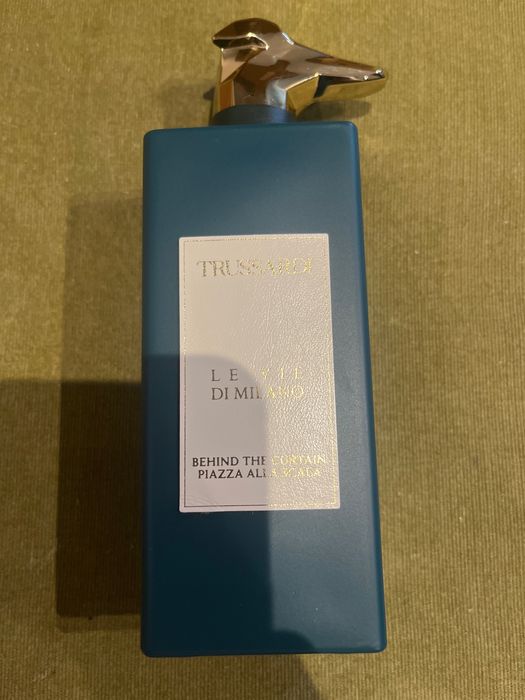 TRUSSARDI
LE VIE
DI MILANO
BEHIND THE CURTAIN
PIAZZA ALLA SCALA